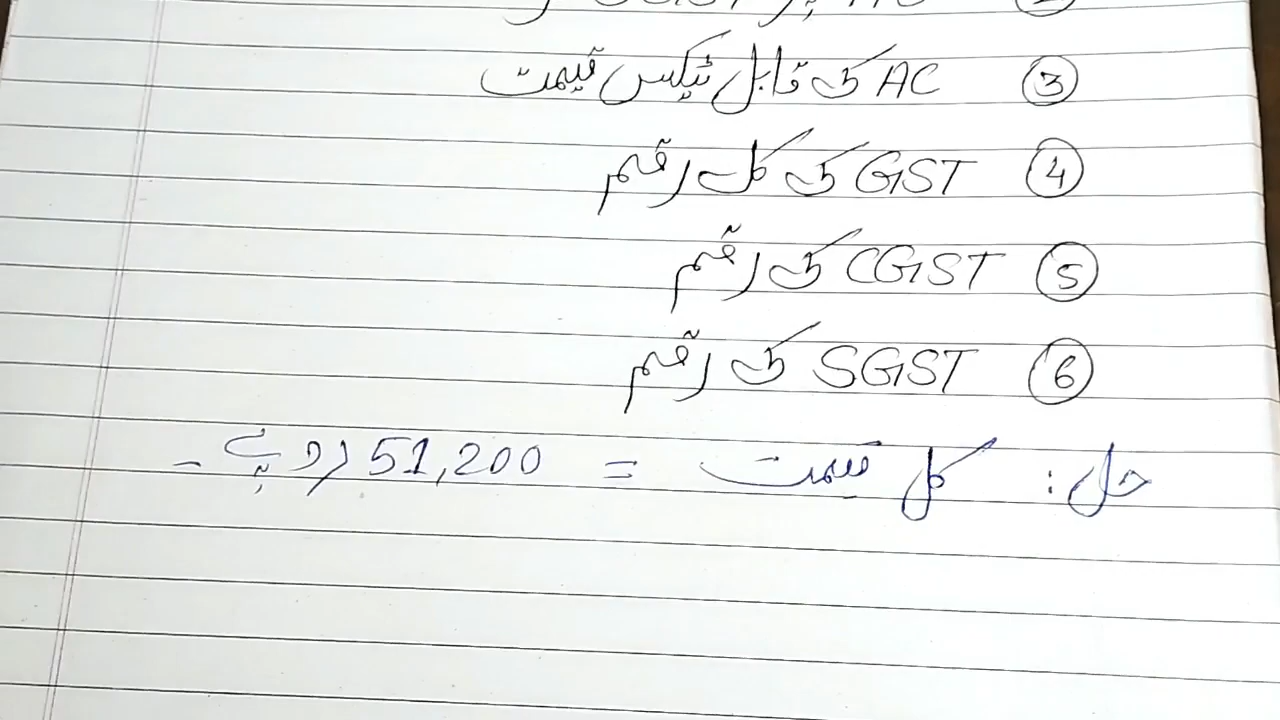 ③ AC کی قابل ٹیکس قیمت
④ GST کی کل رقم
⑤ CGST کی رقم
⑥ SGST کی رقم
حل: کل قیمت = 51,200 روپے ۔